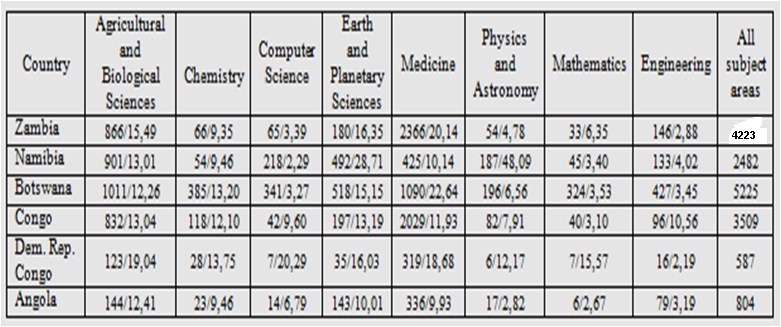 Country | Agricultural and Biological Sciences | Chemistry | Computer Science | Earth and Planetary Sciences | Medicine | Physics and Astronomy | Mathematics | Engineering | All subject areas
Zambia | 866/15,49 | 66/9,35 | 65/3,39 | 180/16,35 | 2366/20,14 | 54/4,78 | 33/6,35 | 146/2,88 | 4223
Namibia | 901/13,01 | 54/9,46 | 218/2,29 | 492/28,71 | 425/10,14 | 187/48,09 | 45/3,40 | 133/4,02 | 2482
Botswana | 1011/12,26 | 385/13,20 | 341/3,27 | 518/15,15 | 1090/22,64 | 196/6,56 | 324/3,53 | 427/3,45 | 5225
Congo | 832/13,04 | 118/12,10 | 42/9,60 | 197/13,19 | 2029/11,93 | 82/7,91 | 40/3,10 | 96/10,56 | 3509
Dem. Rep. Congo | 123/19,04 | 28/13,75 | 7/20,29 | 35/16,03 | 319/18,68 | 6/12,17 | 7/15,57 | 16/2,19 | 587
Angola | 144/12,41 | 23/9,46 | 14/6,79 | 143/10,01 | 336/9,93 | 17/2,82 | 6/2,67 | 79/3,19 | 804